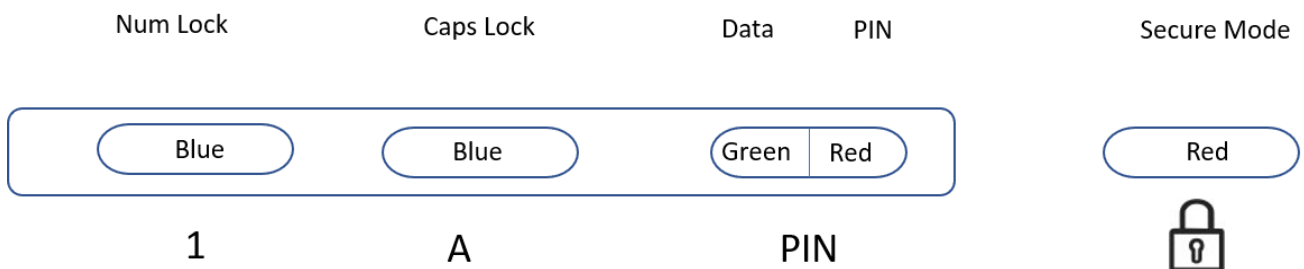 Num Lock Caps Lock Data PIN Secure Mode
Blue Blue Green Red Red
1 A PIN